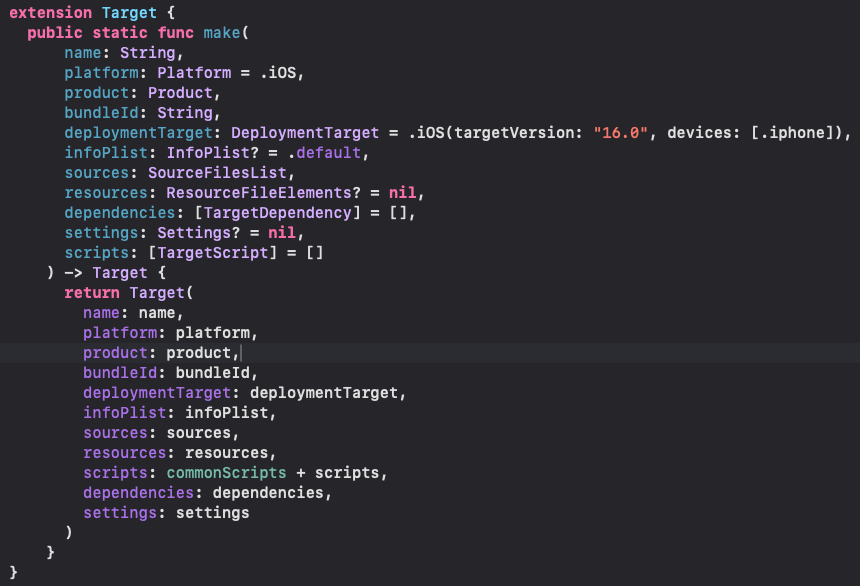 extension Target {
  public static func make(
      name: String,
      platform: Platform = .iOS,
      product: Product,
      bundleId: String,
      deploymentTarget: DeploymentTarget = .iOS(targetVersion: "16.0", devices: [.iphone]),
      infoPlist: InfoPlist? = .default,
      sources: SourceFilesList,
      resources: ResourceFileElements? = nil,
      dependencies: [TargetDependency] = [],
      settings: Settings? = nil,
      scripts: [TargetScript] = []
    ) -> Target {
      return Target(
        name: name,
        platform: platform,
        product: product,
        bundleId: bundleId,
        deploymentTarget: deploymentTarget,
        infoPlist: infoPlist,
        sources: sources,
        resources: resources,
        scripts: commonScripts + scripts,
        dependencies: dependencies,
        settings: settings
      )
    }
}